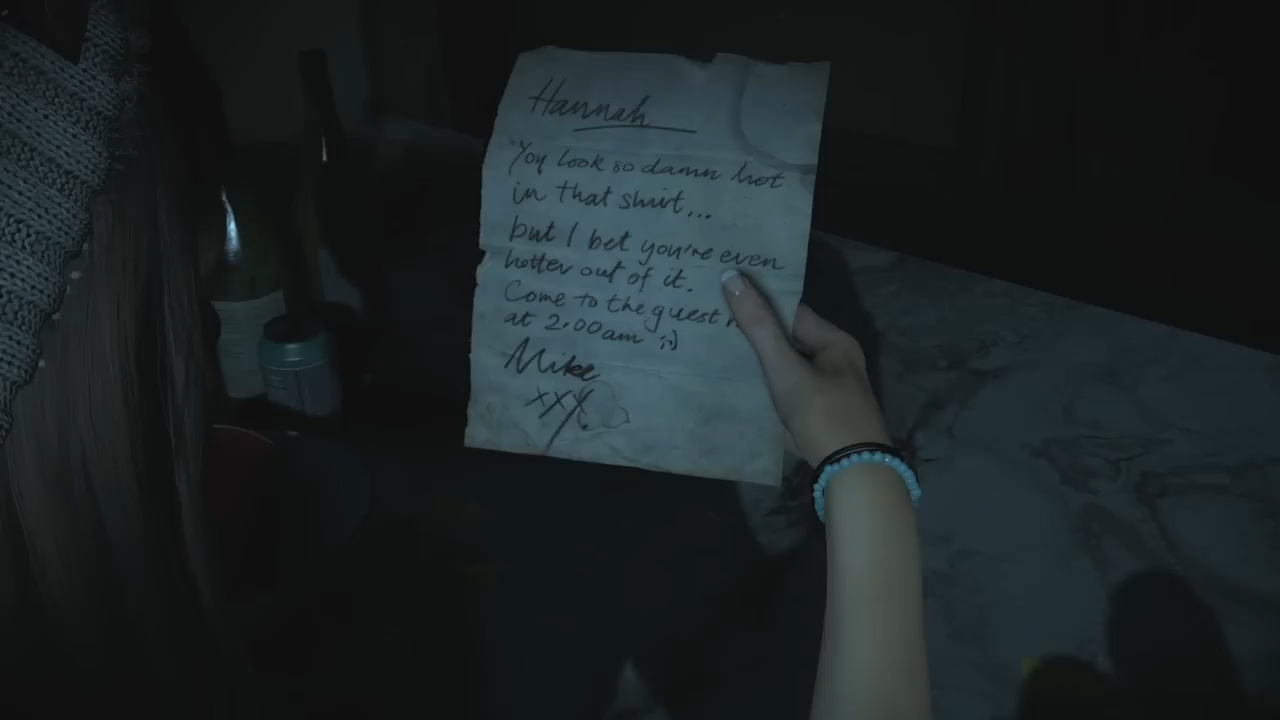 Hannah
You look so damn hot
in that shirt...
but I bet you're even
hotter out of it.
Come to the guest
at 2.00am ;)
Mike
xxx